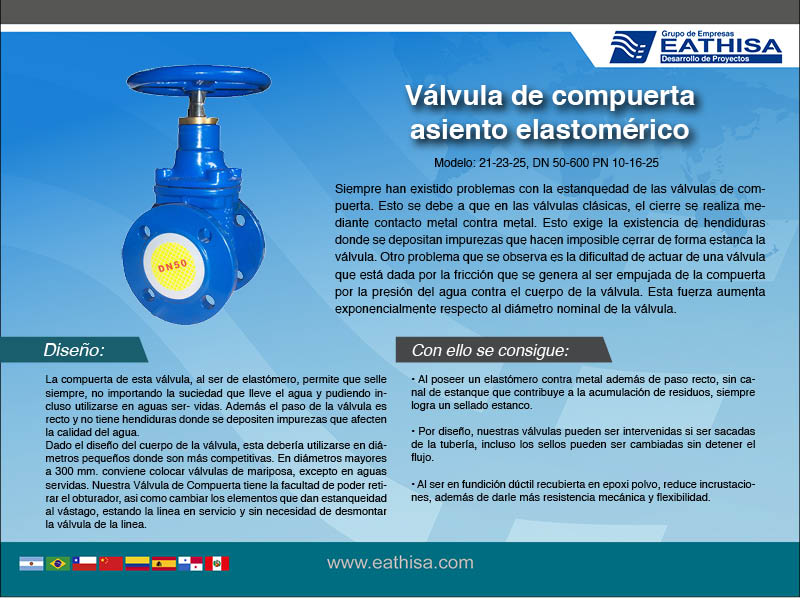 Grupo de Empresas
EATHISA
Desarrollo de Proyectos
Válvula de compuerta
asiento elastomérico
Modelo: 21-23-25, DN 50-600 PN 10-16-25
Siempre han existido problemas con la estanquedad de las válvulas de com-
puerta. Esto se debe a que en las válvulas clásicas, el cierre se realiza me-
diante contacto metal contra metal. Esto exige la existencia de hendiduras
donde se depositan impurezas que hacen imposible cerrar de forma estanca la
válvula. Otro problema que se observa es la dificultad de actuar de una válvula
que está dada por la fricción que se genera al ser empujada de la compuerta
por la presión del agua contra el cuerpo de la válvula. Esta fuerza aumenta
exponencialmente respecto al diámetro nominal de la válvula.
DN50
Diseño:
La compuerta de esta válvula, al ser de elastómero, permite que selle
siempre, no importando la suciedad que lleve el agua y pudiendo in-
cluso utilizarse en aguas ser- vidas. Además el paso de la válvula es
recto y no tiene hendiduras donde se depositen impurezas que afecten
la calidad del agua.
Dado el diseño del cuerpo de la válvula, esta debería utilizarse en diá-
metros pequeños donde son más competitivas. En diámetros mayores
a 300 mm. conviene colocar válvulas de mariposa, excepto en aguas
servidas. Nuestra Válvula de Compuerta tiene la facultad de poder reti-
rar el obturador, asi como cambiar los elementos que dan estanqueidad
al vástago, estando la linea en servicio y sin necesidad de desmontar
la válvula de la linea.
Con ello se consigue:
• Al poseer un elastómero contra metal además de paso recto, sin ca-
nal de estanque que contribuye a la acumulación de residuos, siempre
logra un sellado estanco.
• Por diseño, nuestras válvulas pueden ser intervenidas si ser sacadas
de la tubería, incluso los sellos pueden ser cambiadas sin detener el
flujo.
• Al ser en fundición dúctil recubierta en epoxi polvo, reduce incrustacio-
nes, además de darle más resistencia mecánica y flexibilidad.
www.eathisa.com